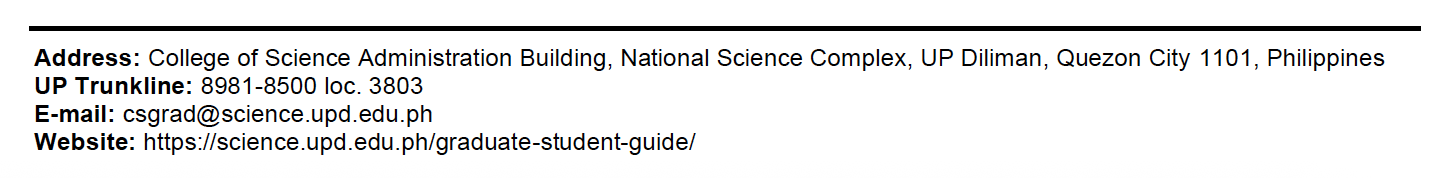 Address: College of Science Administration Building, National Science Complex, UP Diliman, Quezon City 1101, Philippines
UP Trunkline: 8981-8500 loc. 3803
E-mail: csgrad@science.upd.edu.ph
Website: https://science.upd.edu.ph/graduate-student-guide/